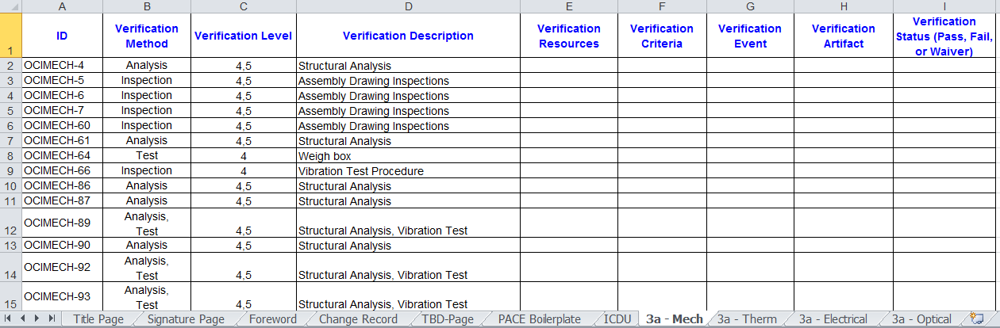 A B C D E F G H I
1 ID Verification Method Verification Level Verification Description Verification Resources Verification Criteria Verification Event Verification Artifact Verification Status (Pass, Fail, or Waiver)
2 OCIMECH-4 Analysis 4,5 Structural Analysis
3 OCIMECH-5 Inspection 4,5 Assembly Drawing Inspections
4 OCIMECH-6 Inspection 4,5 Assembly Drawing Inspections
5 OCIMECH-7 Inspection 4,5 Assembly Drawing Inspections
6 OCIMECH-60 Inspection 4,5 Assembly Drawing Inspections
7 OCIMECH-61 Analysis 4,5 Structural Analysis
8 OCIMECH-64 Test 4 Weigh box
9 OCIMECH-66 Inspection 4 Vibration Test Procedure
10 OCIMECH-86 Analysis 4,5 Structural Analysis
11 OCIMECH-87 Analysis 4,5 Structural Analysis
12 OCIMECH-89 Analysis, Test 4,5 Structural Analysis, Vibration Test
13 OCIMECH-90 Analysis 4,5 Structural Analysis
14 OCIMECH-92 Analysis, Test 4,5 Structural Analysis, Vibration Test
15 OCIMECH-93 Analysis, Test 4,5 Structural Analysis, Vibration Test
Title Page Signature Page Foreword Change Record TBD-Page PACE Boilerplate ICDU 3a - Mech 3a - Therm 3a - Electrical 3a - Optical